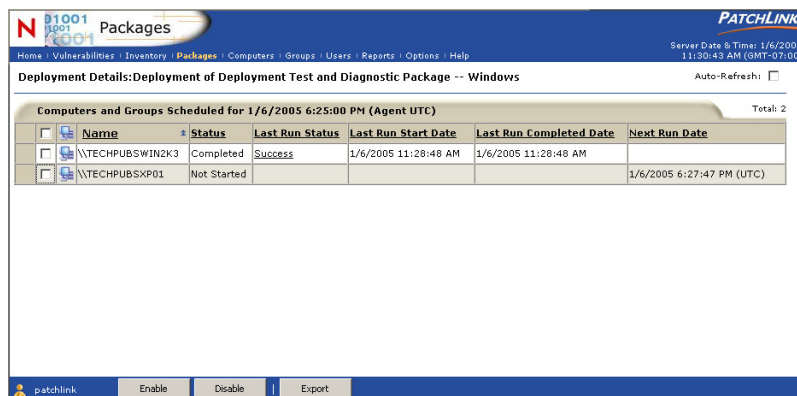 N 01001 1001 1001 Packages
PATCHLINK
Server Date & Time: 1/6/200
11:30:43 AM (GMT-07:00
Home Vulnerabilities Inventory Packages Computers Groups Users Reports Options Help
Deployment Details:Deployment of Deployment Test and Diagnostic Package -- Windows
Auto-Refresh:
Computers and Groups Scheduled for 1/6/2005 6:25:00 PM (Agent UTC)
Total: 2
Name Status Last Run Status Last Run Start Date Last Run Completed Date Next Run Date
\\TECHPUBSWIN2K3 Completed Success 1/6/2005 11:28:48 AM 1/6/2005 11:28:48 AM
\\TECHPUBSXP01 Not Started 1/6/2005 6:27:47 PM (UTC)
patchlink Enable Disable | Export